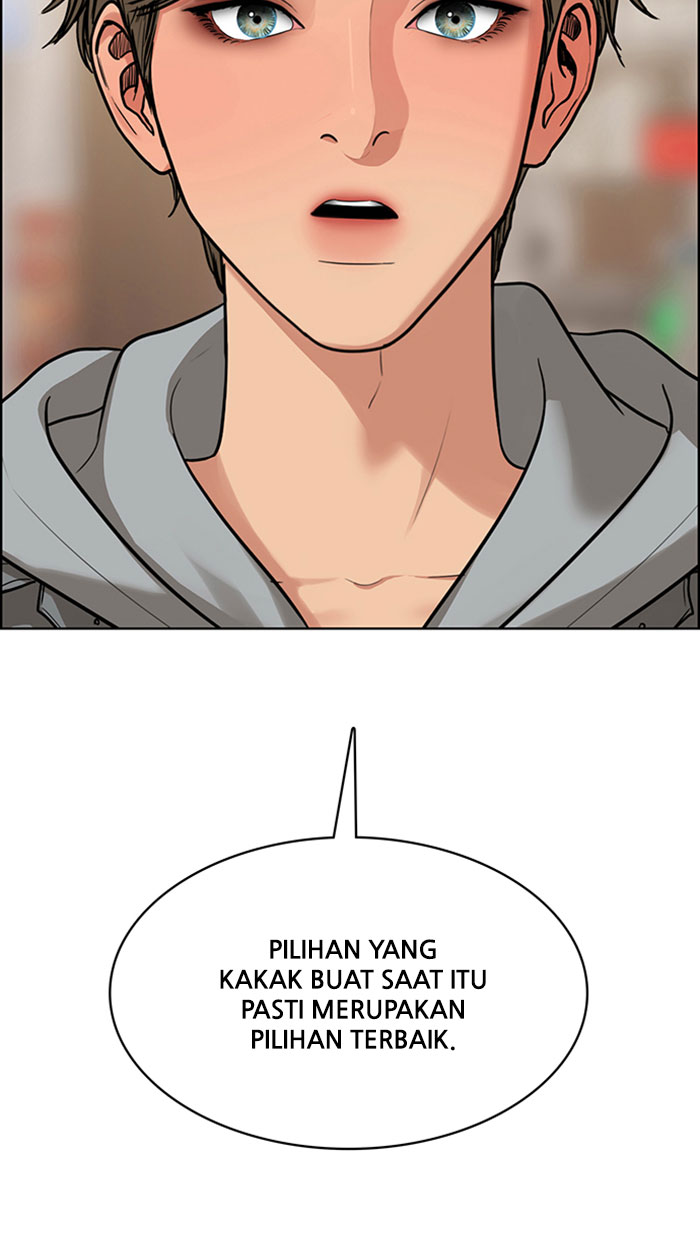 PILIHAN YANG
KAKAK BUAT SAAT ITU
PASTI MERUPAKAN
PILIHAN TERBAIK.